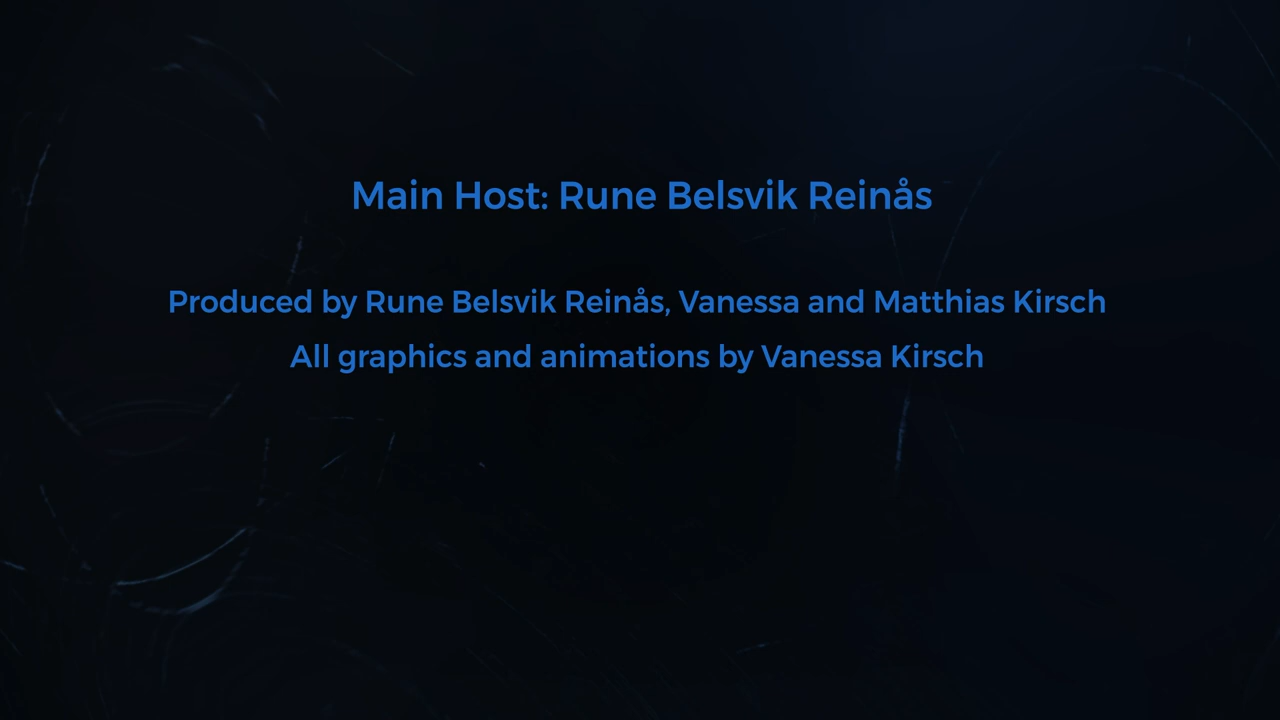 Main Host: Rune Belsvik Reinås
Produced by Rune Belsvik Reinås, Vanessa and Matthias Kirsch
All graphics and animations by Vanessa Kirsch